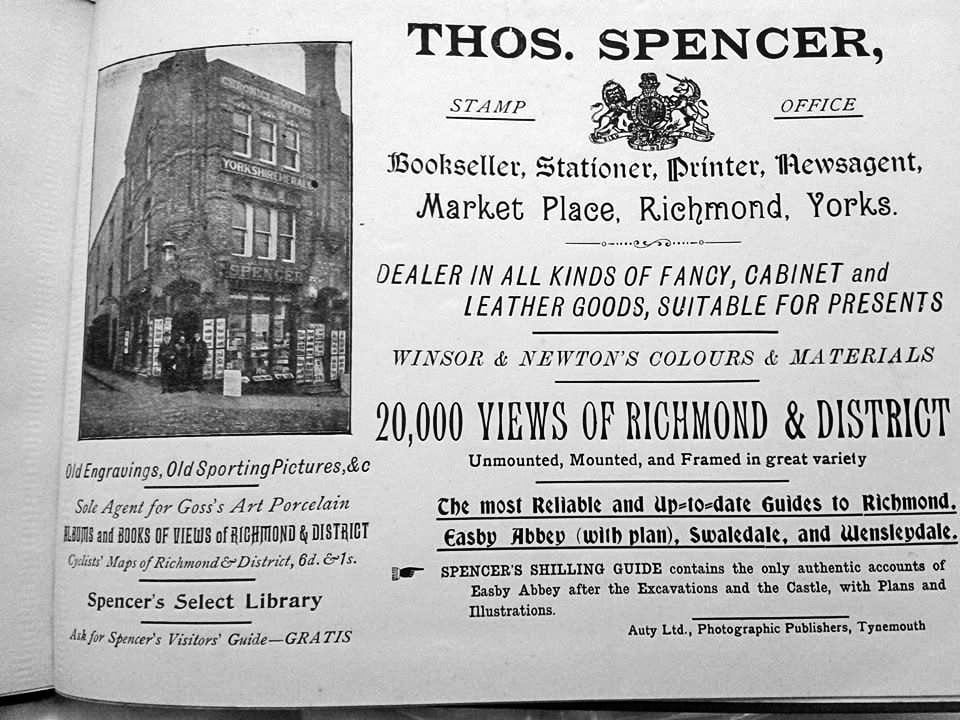 THOS. SPENCER,
STAMP OFFICE
Bookseller, Stationer, Printer, Newsagent,
Market Place, Richmond, Yorks.
DEALER IN ALL KINDS OF FANCY, CABINET and
LEATHER GOODS, SUITABLE FOR PRESENTS
WINSOR & NEWTON'S COLOURS & MATERIALS
20,000 VIEWS OF RICHMOND & DISTRICT
Unmounted, Mounted, and Framed in great variety
The most Reliable and Up=to=date Guides to Richmond,
Easby Abbey (with plan), Swaledale, and Wensleydale.
SPENCER'S SHILLING GUIDE contains the only authentic accounts of
Easby Abbey after the Excavations and the Castle, with Plans and
Illustrations.
Auty Ltd., Photographic Publishers, Tynemouth
YORKSHIRE HERALD
SPENCER
Old Engravings, Old Sporting Pictures, &c
Sole Agent for Goss's Art Porcelain
ALBUMS and BOOKS OF VIEWS of RICHMOND & DISTRICT
Cyclists' Maps of Richmond & District, 6d. & 1s.
Spencer's Select Library
Ask for Spencer's Visitors' Guide—GRATIS